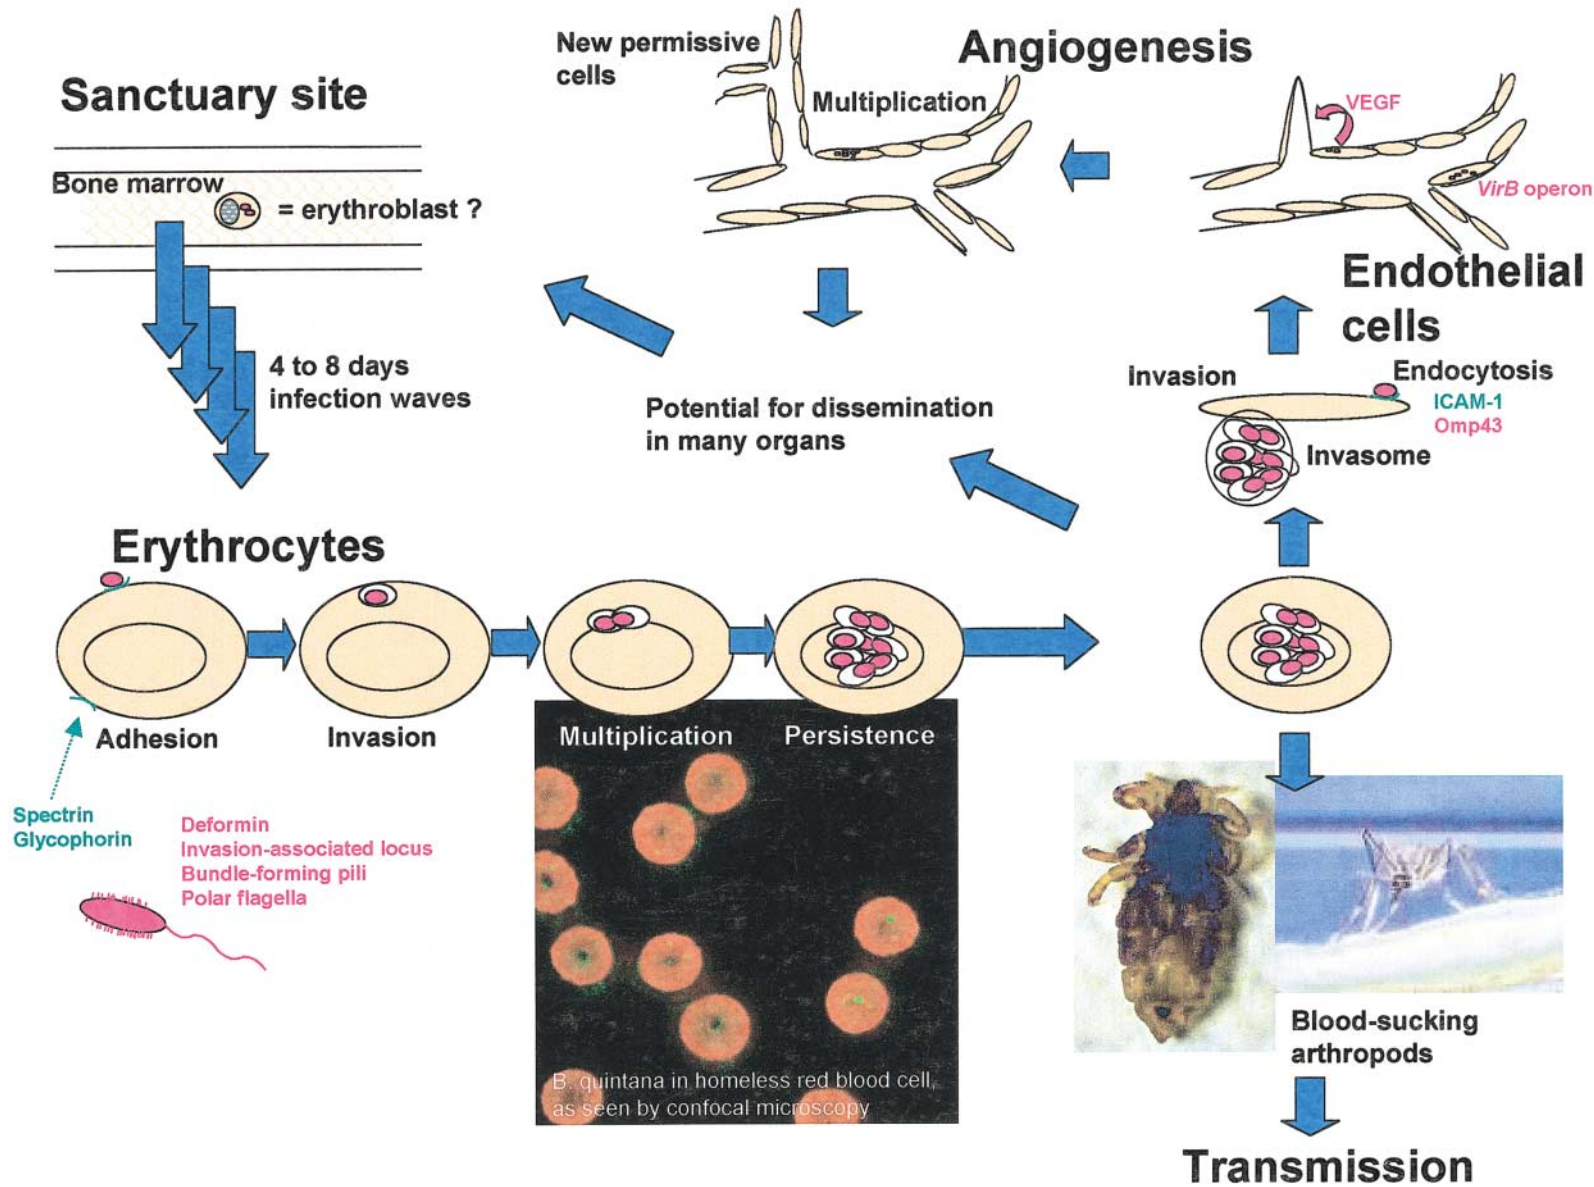 Sanctuary site
Bone marrow
= erythroblast ?
4 to 8 days
infection waves
New permissive
cells
Multiplication
Angiogenesis
VEGF
VirB operon
Endothelial
cells
invasion
Endocytosis
ICAM-1
Omp43
Invasome
Potential for dissemination
in many organs
Erythrocytes
Adhesion
Invasion
Multiplication
Persistence
Spectrin
Glycophorin
Deformin
Invasion-associated locus
Bundle-forming pili
Polar flagella
B. quintana in homeless red blood cell,
as seen by confocal microscopy
Blood-sucking
arthropods
Transmission